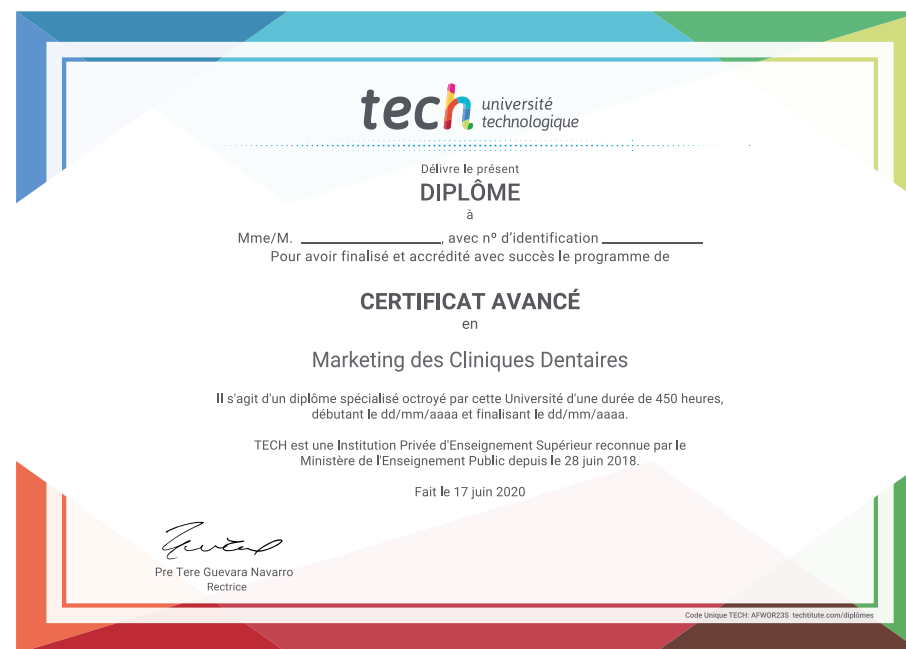 tech université
technologique
Délivre le présent
DIPLÔME
à
Mme/M. ____________________, avec nº d'identification ______________
Pour avoir finalisé et accrédité avec succès le programme de
CERTIFICAT AVANCÉ
en
Marketing des Cliniques Dentaires
Il s'agit d'un diplôme spécialisé octroyé par cette Université d'une durée de 450 heures,
débutant le dd/mm/aaaa et finalisant le dd/mm/aaaa.
TECH est une Institution Privée d'Enseignement Supérieur reconnue par le
Ministère de l'Enseignement Public depuis le 28 juin 2018.
Fait le 17 juin 2020
Pre Tere Guevara Navarro
Rectrice
Code Unique TECH: AFWOR23S techtitute.com/diplômes